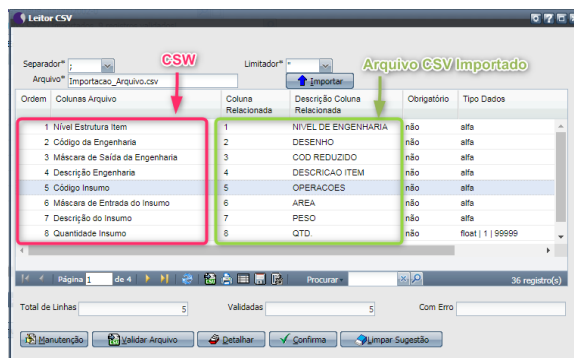 Leitor CSV
Separador* ; Limitador* "
CSW
Arquivo CSV Importado
Arquivo* Importacao_Arquivo.csv Importar
Ordem Colunas Arquivo Coluna Relacionada Descrição Coluna Relacionada Obrigatório Tipo Dados
1 Nível Estrutura Item 1 NIVEL DE ENGENHARIA não alfa
2 Código da Engenharia 2 DESENHO não alfa
3 Máscara de Saída da Engenharia 3 COD REDUZIDO não alfa
4 Descrição Engenharia 4 DESCRICAO ITEM não alfa
5 Código Insumo 5 OPERACOES não alfa
6 Máscara de Entrada do Insumo 6 AREA não alfa
7 Descrição do Insumo 7 PESO não alfa
8 Quantidade Insumo 8 QTD. não float | 1 | 99999
Página 1 de 4 Procurar 36 registro(s)
Total de Linhas 5 Validadas 5 Com Erro
Manutenção Validar Arquivo Detalhar Confirma Limpar Sugestão